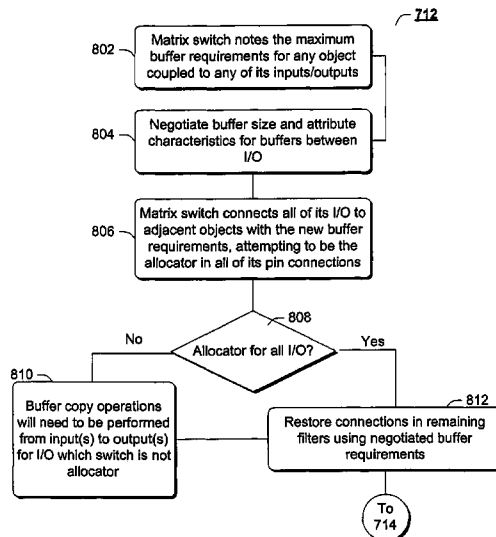 712
802
Matrix switch notes the maximum
buffer requirements for any object
coupled to any of its inputs/outputs
804
Negotiate buffer size and attribute
characteristics for buffers between
I/O
806
Matrix switch connects all of its I/O to
adjacent objects with the new buffer
requirements, attempting to be the
allocator in all of its pin connections
808
Allocator for all I/O?
No
Yes
810
Buffer copy operations
will need to be performed
from input(s) to output(s)
for I/O which switch is not
allocator
812
Restore connections in remaining
filters using negotiated buffer
requirements
To
714